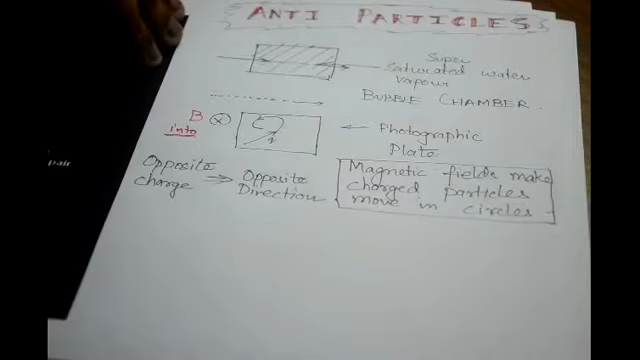 ANTI PARTICLES
Super
Saturated water
Vapour
BUBBLE CHAMBER.
B
into
Photographic
Plate
Opposite
Charge
Opposite
Direction
Magnetic fields make
Charged particles
move in circles
pair